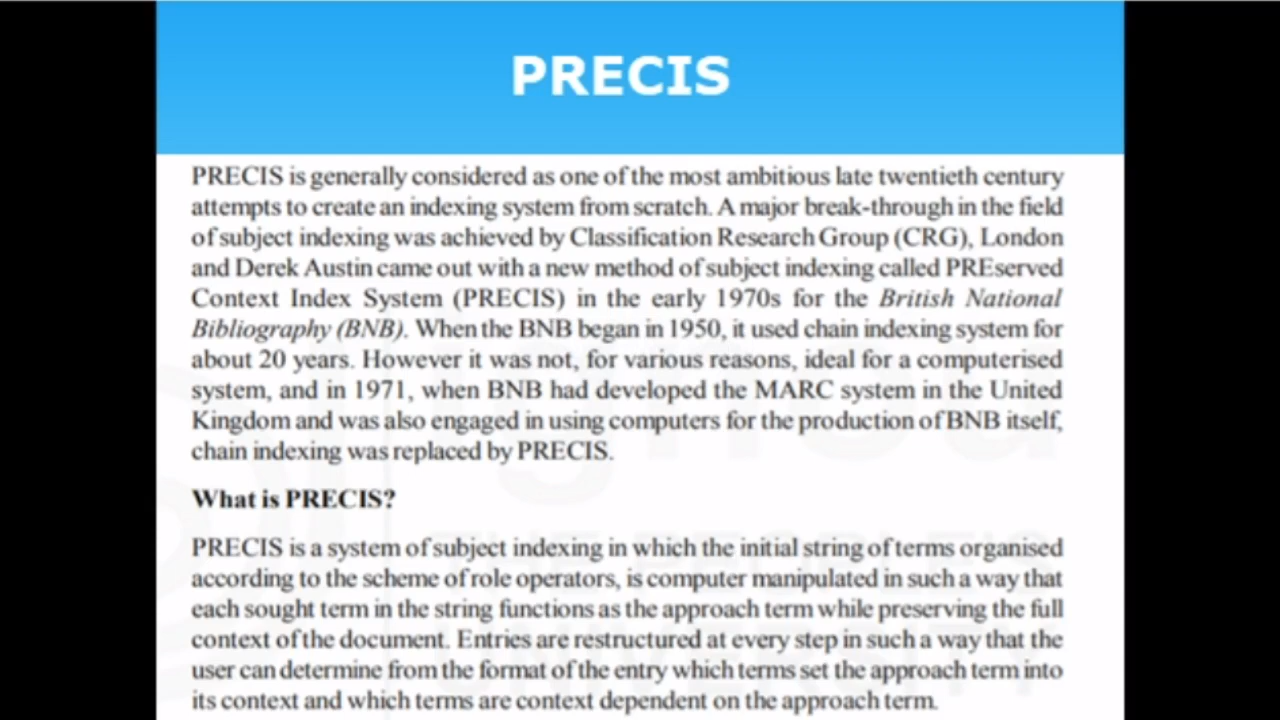 PRECIS
PRECIS is generally considered as one of the most ambitious late twentieth century
attempts to create an indexing system from scratch. A major break-through in the field
of subject indexing was achieved by Classification Research Group (CRG), London
and Derek Austin came out with a new method of subject indexing called PREserved
Context Index System (PRECIS) in the early 1970s for the British National
Bibliography (BNB). When the BNB began in 1950, it used chain indexing system for
about 20 years. However it was not, for various reasons, ideal for a computerised
system, and in 1971, when BNB had developed the MARC system in the United
Kingdom and was also engaged in using computers for the production of BNB itself,
chain indexing was replaced by PRECIS.
What is PRECIS?
PRECIS is a system of subject indexing in which the initial string of terms organised
according to the scheme of role operators, is computer manipulated in such a way that
each sought term in the string functions as the approach term while preserving the full
context of the document. Entries are restructured at every step in such a way that the
user can determine from the format of the entry which terms set the approach term into
its context and which terms are context dependent on the approach term.